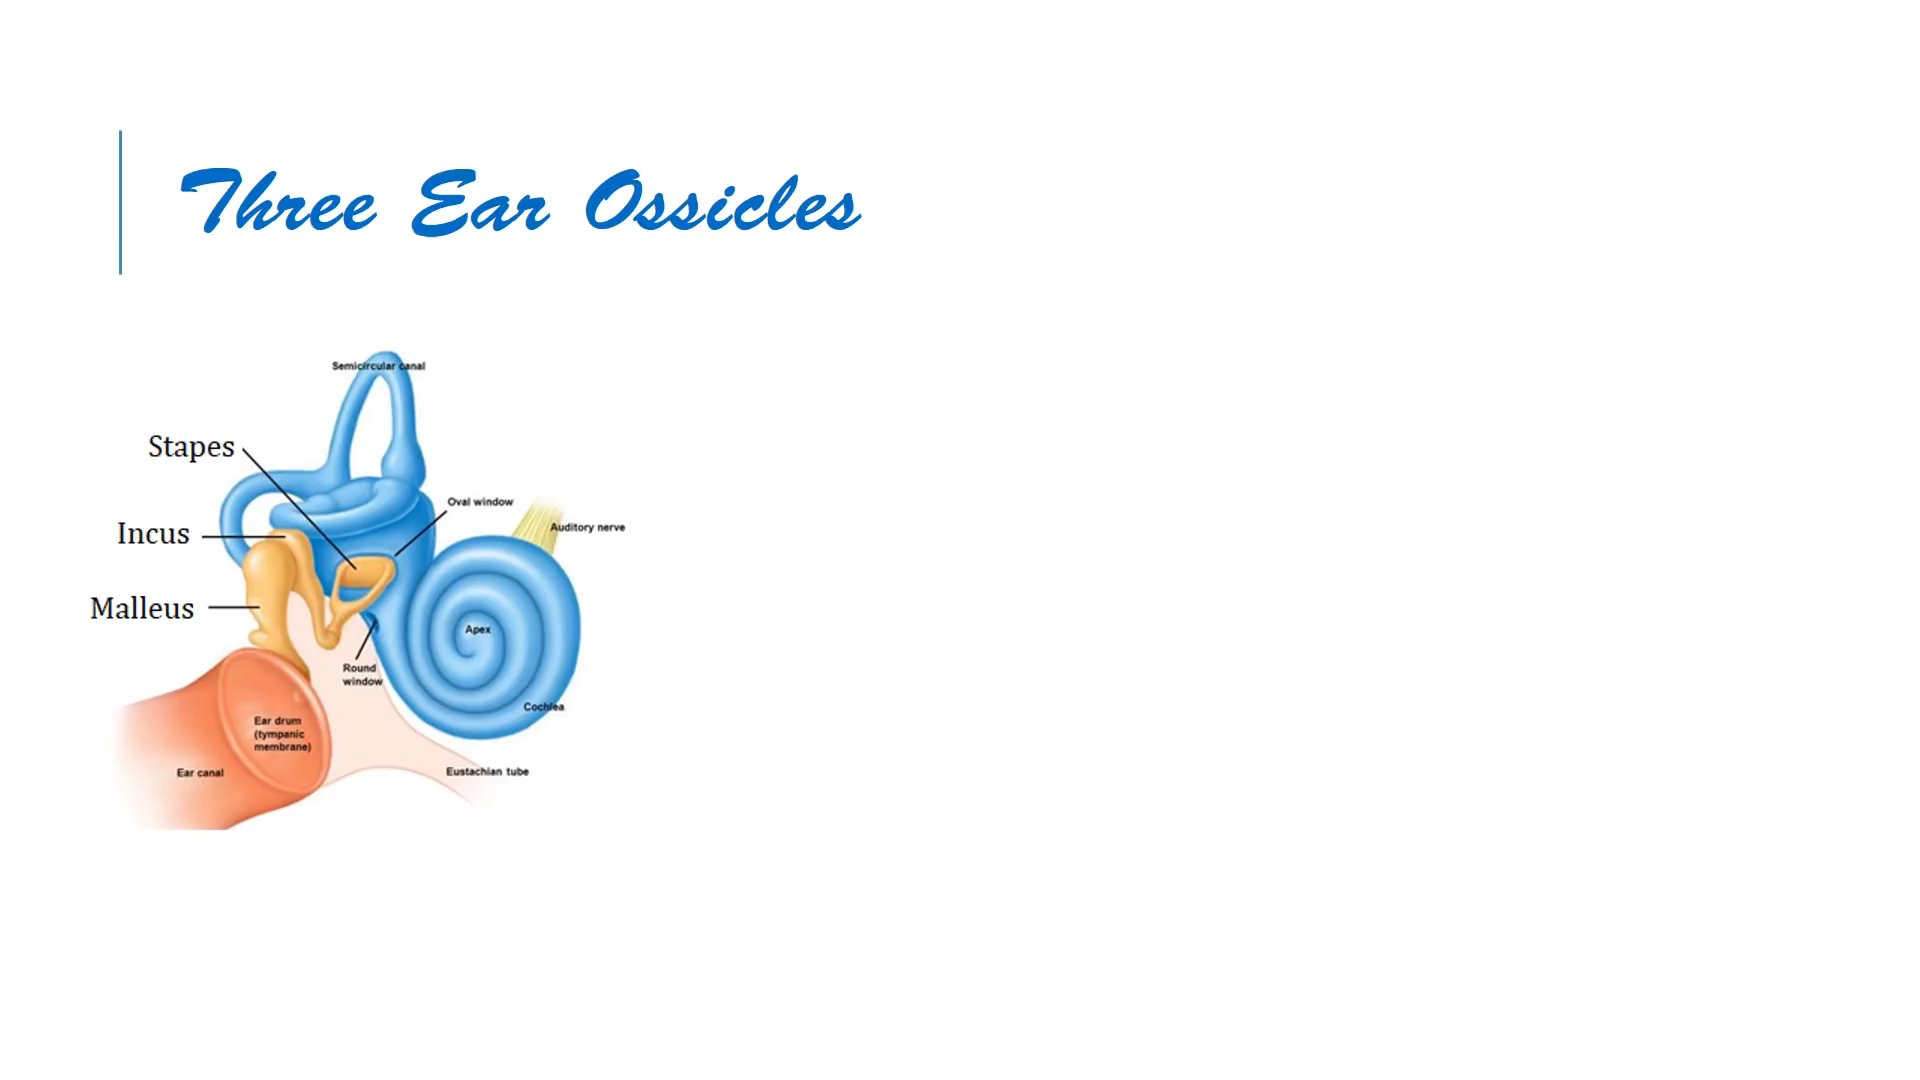 Three Ear Ossicles
Semicircular canal
Stapes
Oval window
Auditory nerve
Incus
Malleus
Apex
Round
window
Cochlea
Ear drum
(tympanic
membrane)
Ear canal
Eustachian tube